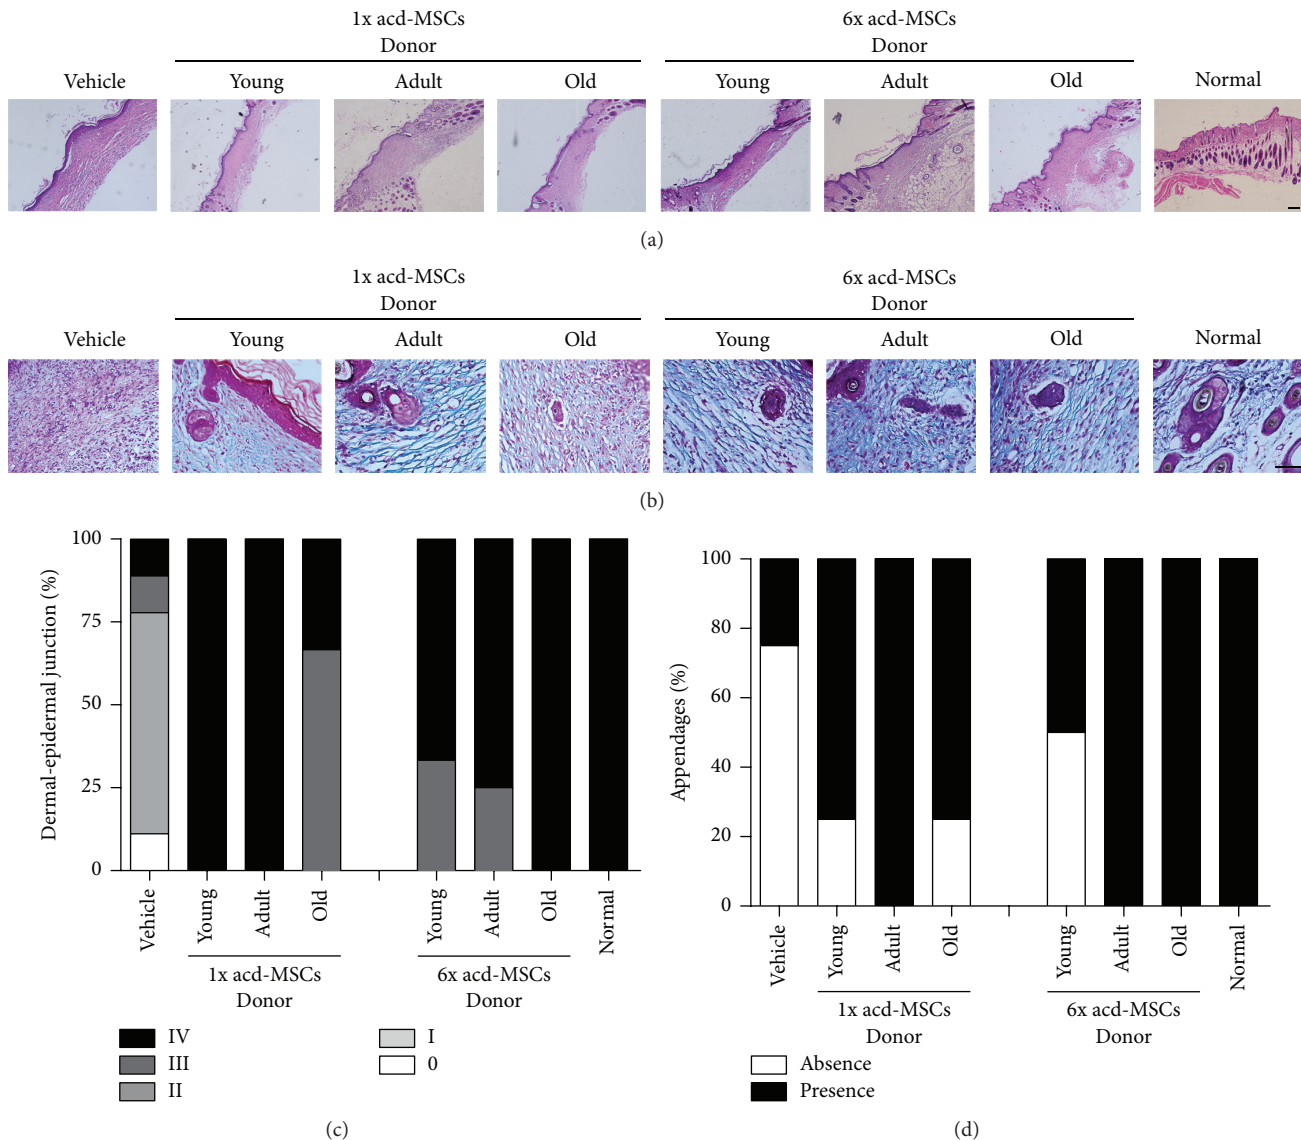 1x acd-MSCs
Donor
6x acd-MSCs
Donor
Vehicle
Young
Adult
Old
Young
Adult
Old
Normal
(a)
1x acd-MSCs
Donor
6x acd-MSCs
Donor
Vehicle
Young
Adult
Old
Young
Adult
Old
Normal
(b)
Dermal-epidermal junction (%)
100
75
50
25
0
Vehicle
Young
Adult
Old
Young
Adult
Old
Normal
1x acd-MSCs
Donor
6x acd-MSCs
Donor
IV
III
II
I
0
(c)
Appendages (%)
100
80
60
40
20
0
Vehicle
Young
Adult
Old
Young
Adult
Old
Normal
1x acd-MSCs
Donor
6x acd-MSCs
Donor
Absence
Presence
(d)